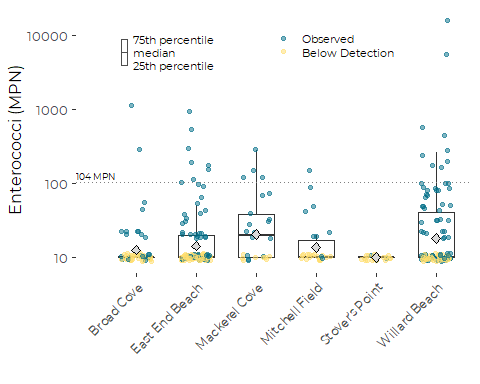 10000
1000
100
10
Enterococci (MPN)
75th percentile
median
25th percentile
Observed
Below Detection
104 MPN
Broad Cove
East End Beach
Mackerel Cove
Mitchell Field
Stover's Point
Willard Beach